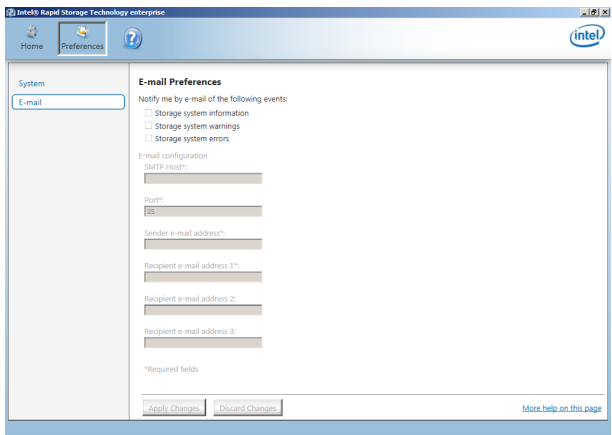 Intel® Rapid Storage Technology enterprise
Home
Preferences
?
intel
System
E-mail
E-mail Preferences
Notify me by e-mail of the following events:
Storage system information
Storage system warnings
Storage system errors
E-mail configuration
SMTP Host*:
Port*:
25
Sender e-mail address*:
Recipient e-mail address 1*:
Recipient e-mail address 2:
Recipient e-mail address 3:
*Required fields
Apply Changes
Discard Changes
More help on this page